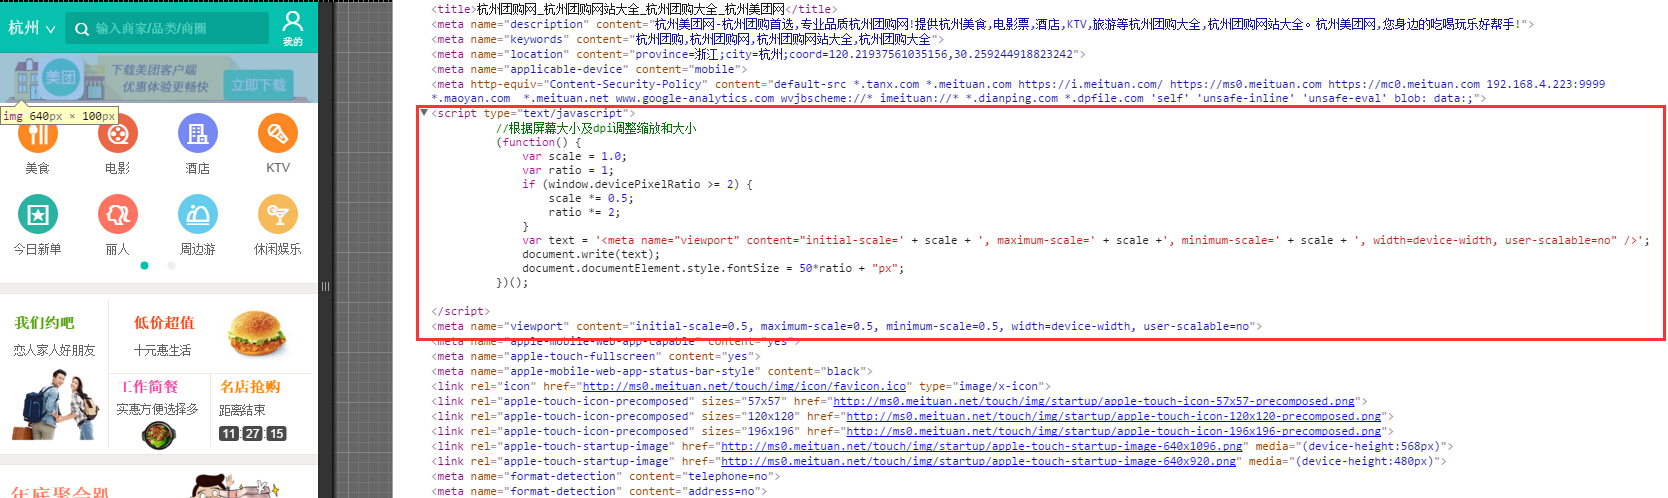 杭州
输入商家/品类/商圈
我的
美团
下载美团客户端
优惠体验更畅快
立即下载
img 640px × 100px
美食
电影
酒店
KTV
今日新单
丽人
周边游
休闲娱乐
我们约吧
恋人家人好朋友
低价超值
十元惠生活
工作简餐
实惠方便选择多
名店抢购
距离结束
11:27:15
年底聚会趴
<title>杭州团购网_杭州团购网站大全_杭州团购大全_杭州美团网</title>
<meta name="description" content="杭州美团网-杭州团购首选,专业品质杭州团购网!提供杭州美食,电影票,酒店,KTV,旅游等杭州团购大全,杭州团购网站大全。杭州美团网,您身边的吃喝玩乐好帮手!">
<meta name="keywords" content="杭州团购,杭州团购网,杭州团购网站大全,杭州团购大全">
<meta name="location" content="province=浙江;city=杭州;coord=120.21937561035156,30.259244918823242">
<meta name="applicable-device" content="mobile">
<meta http-equiv="Content-Security-Policy" content="default-src *.tanx.com *.meituan.com https://i.meituan.com/ https://ms0.meituan.com https://mc0.meituan.com 192.168.4.223:9999
*.maoyan.com *.meituan.net www.google-analytics.com wvjbscheme://* imeituan://* *.dianping.com *.dpfile.com 'self' 'unsafe-inline' 'unsafe-eval' blob: data:;">
<script type="text/javascript">
//根据屏幕大小及dpi调整缩放和大小
(function() {
var scale = 1.0;
var ratio = 1;
if (window.devicePixelRatio >= 2) {
scale *= 0.5;
ratio *= 2;
}
var text = '<meta name="viewport" content="initial-scale=' + scale + ', maximum-scale=' + scale +', minimum-scale=' + scale + ', width=device-width, user-scalable=no" />';
document.write(text);
document.documentElement.style.fontSize = 50*ratio + "px";
})();
</script>
<meta name="viewport" content="initial-scale=0.5, maximum-scale=0.5, minimum-scale=0.5, width=device-width, user-scalable=no">
<meta name="apple-mobile-web-app-capable" content="yes">
<meta name="apple-touch-fullscreen" content="yes">
<meta name="apple-mobile-web-app-status-bar-style" content="black">
<link rel="icon" href="http://ms0.meituan.net/touch/img/icon/favicon.ico" type="image/x-icon">
<link rel="apple-touch-icon-precomposed" sizes="57x57" href="http://ms0.meituan.net/touch/img/startup/apple-touch-icon-57x57-precomposed.png">
<link rel="apple-touch-icon-precomposed" sizes="120x120" href="http://ms0.meituan.net/touch/img/startup/apple-touch-icon-120x120-precomposed.png">
<link rel="apple-touch-icon-precomposed" sizes="196x196" href="http://ms0.meituan.net/touch/img/startup/apple-touch-icon-196x196-precomposed.png">
<link rel="apple-touch-startup-image" href="http://ms0.meituan.net/touch/img/startup/apple-touch-startup-image-640x1096.png" media="(device-height:568px)">
<link rel="apple-touch-startup-image" href="http://ms0.meituan.net/touch/img/startup/apple-touch-startup-image-640x920.png" media="(device-height:480px)">
<meta name="format-detection" content="telephone=no">
<meta name="format-detection" content="address=no">